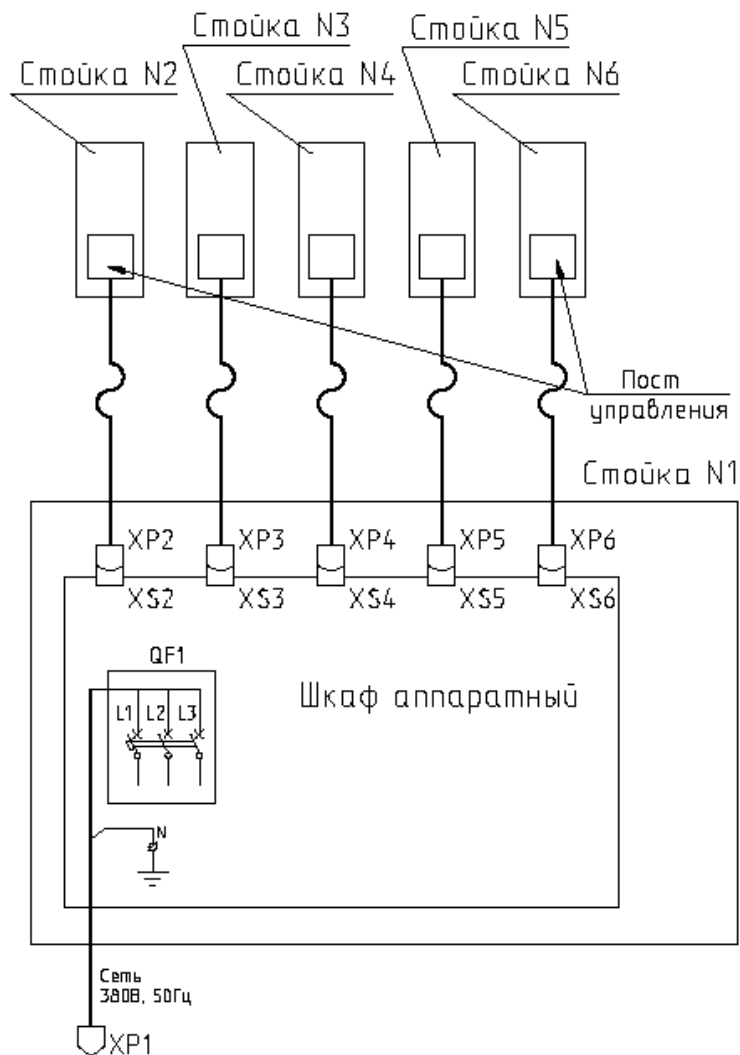 Стойка N3
Стойка N5
Стойка N2
Стойка N4
Стойка N6
Пост
управления
Стойка N1
XP2
XP3
XP4
XP5
XP6
XS2
XS3
XS4
XS5
XS6
QF1
Шкаф аппаратный
L1
L2
L3
N
Сеть
380В, 50Гц
XP1